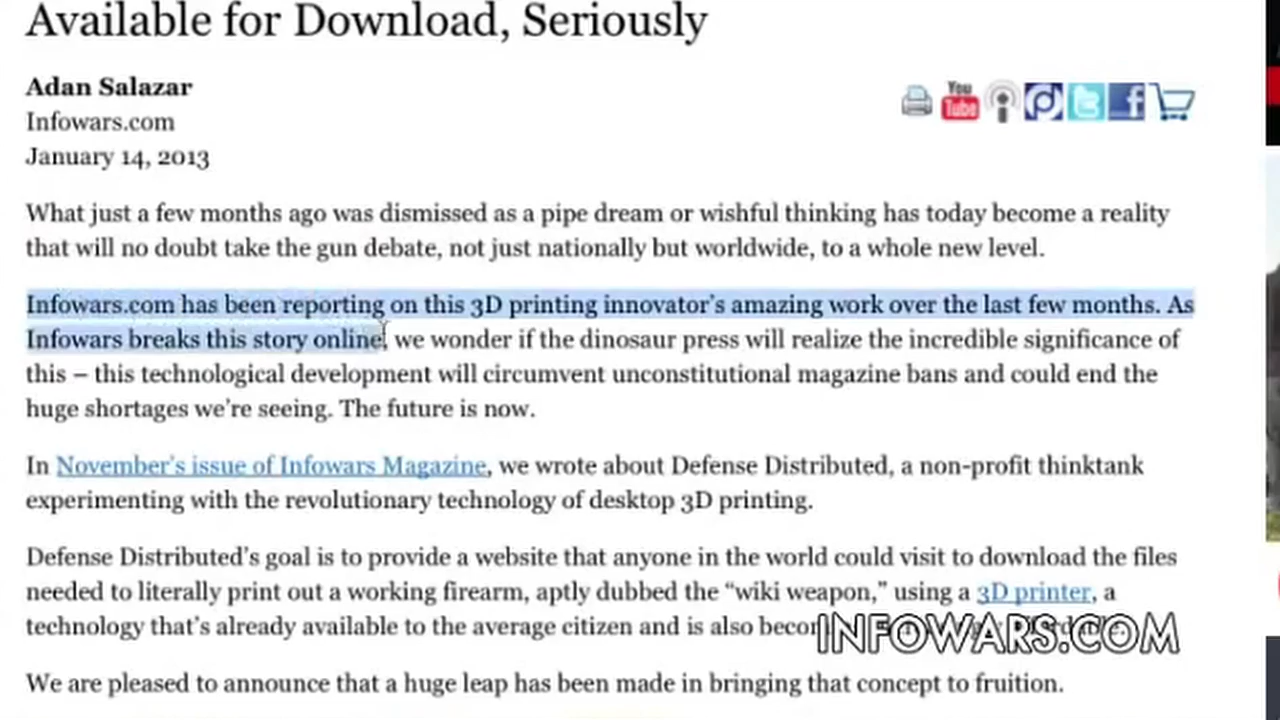 Available for Download, Seriously
Adan Salazar
Infowars.com
January 14, 2013
You
Tube
What just a few months ago was dismissed as a pipe dream or wishful thinking has today become a reality
that will no doubt take the gun debate, not just nationally but worldwide, to a whole new level.
Infowars.com has been reporting on this 3D printing innovator's amazing work over the last few months. As
Infowars breaks this story online, we wonder if the dinosaur press will realize the incredible significance of
this – this technological development will circumvent unconstitutional magazine bans and could end the
huge shortages we're seeing. The future is now.
In November's issue of Infowars Magazine, we wrote about Defense Distributed, a non-profit thinktank
experimenting with the revolutionary technology of desktop 3D printing.
Defense Distributed's goal is to provide a website that anyone in the world could visit to download the files
needed to literally print out a working firearm, aptly dubbed the “wiki weapon,” using a 3D printer, a
technology that's already available to the average citizen and is also
INFOWARS.COM
We are pleased to announce that a huge leap has been made in bringing that concept to fruition.